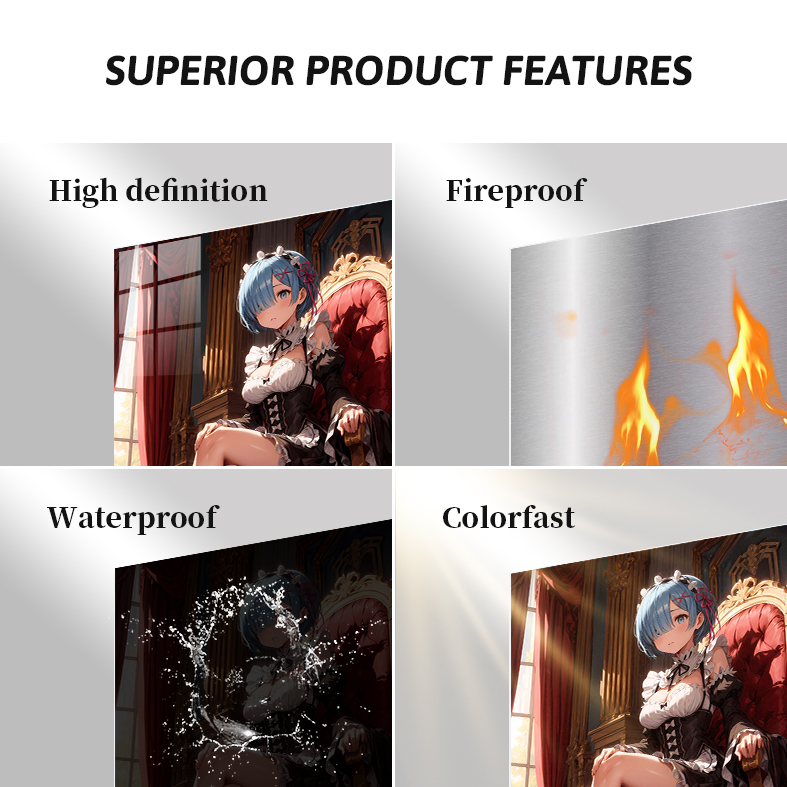 SUPERIOR PRODUCT FEATURES
High definition
Fireproof
Waterproof
Colorfast